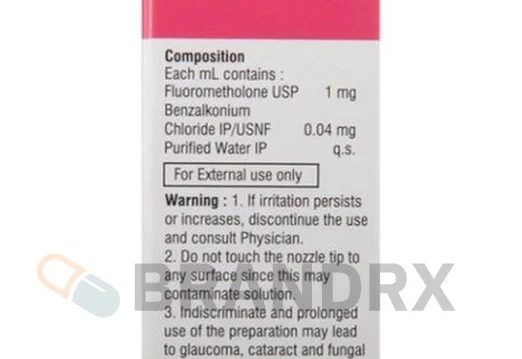 Composition
Each mL contains :
Fluorometholone USP 1 mg
Benzalkonium
Chloride IP/USNF 0.04 mg
Purified Water IP q.s.
For External use only
Warning : 1. If irritation persists
or increases, discontinue the use
and consult Physician.
2. Do not touch the nozzle tip to
any surface since this may
contaminate solution.
3. Indiscriminate and prolonged
use of the preparation may lead
to glaucoma, cataract and fungal
BRANDRX